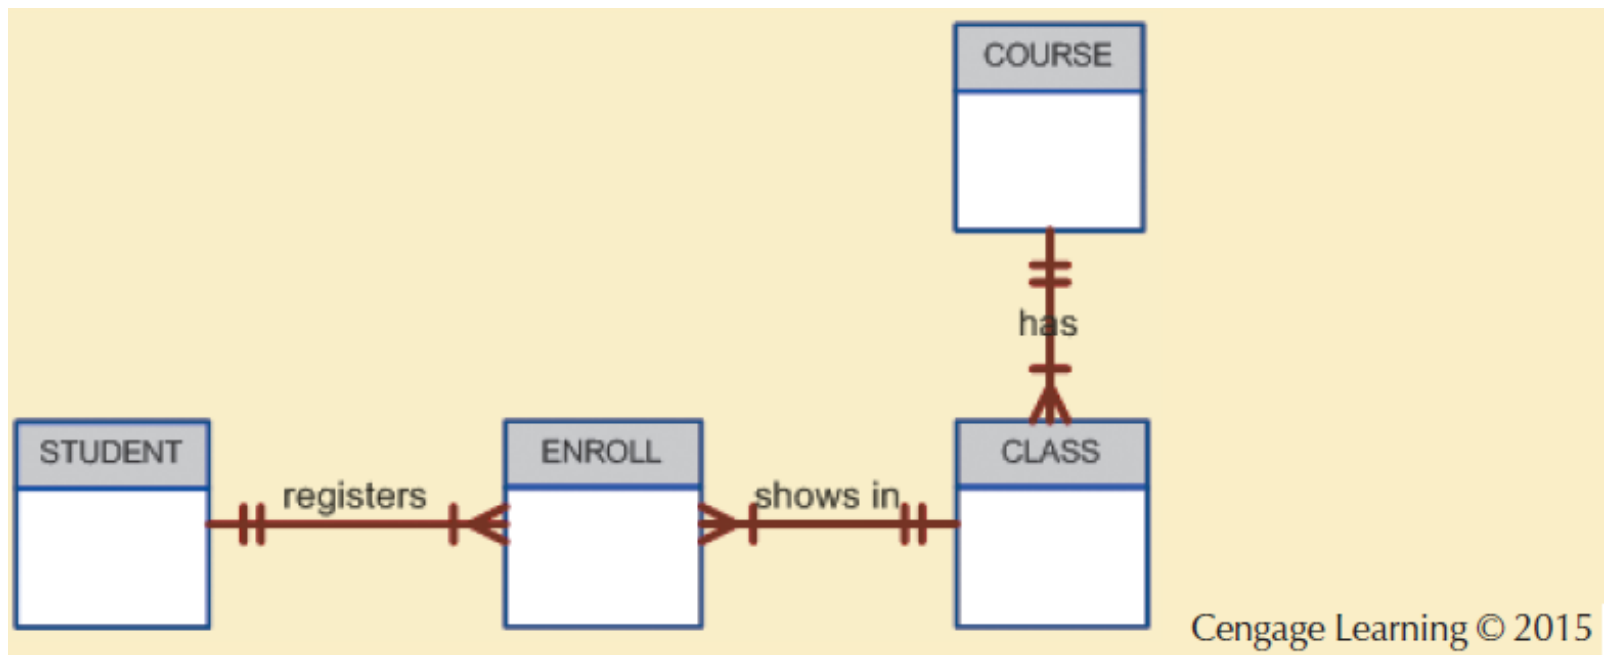 COURSE
has
STUDENT
registers
ENROLL
shows in
CLASS
Cengage Learning © 2015